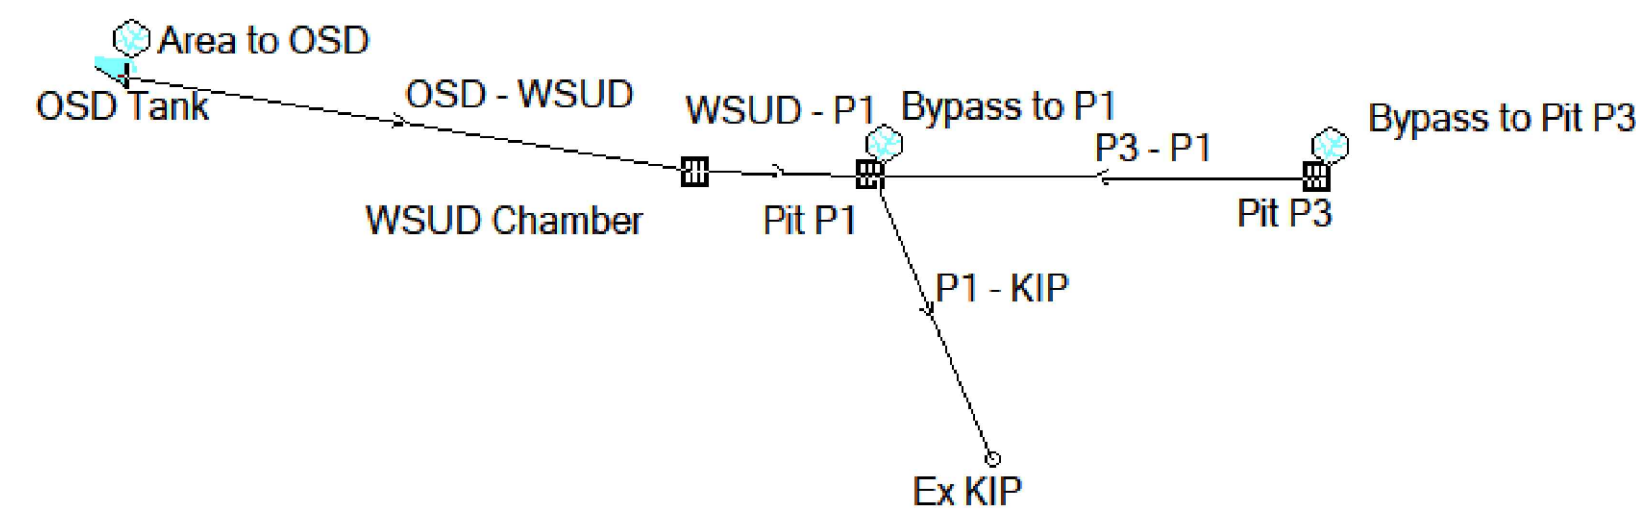 Area to OSD
OSD Tank
OSD - WSUD
WSUD - P1
Bypass to P1
Bypass to Pit P3
P3 - P1
WSUD Chamber
Pit P1
Pit P3
P1 - KIP
Ex KIP